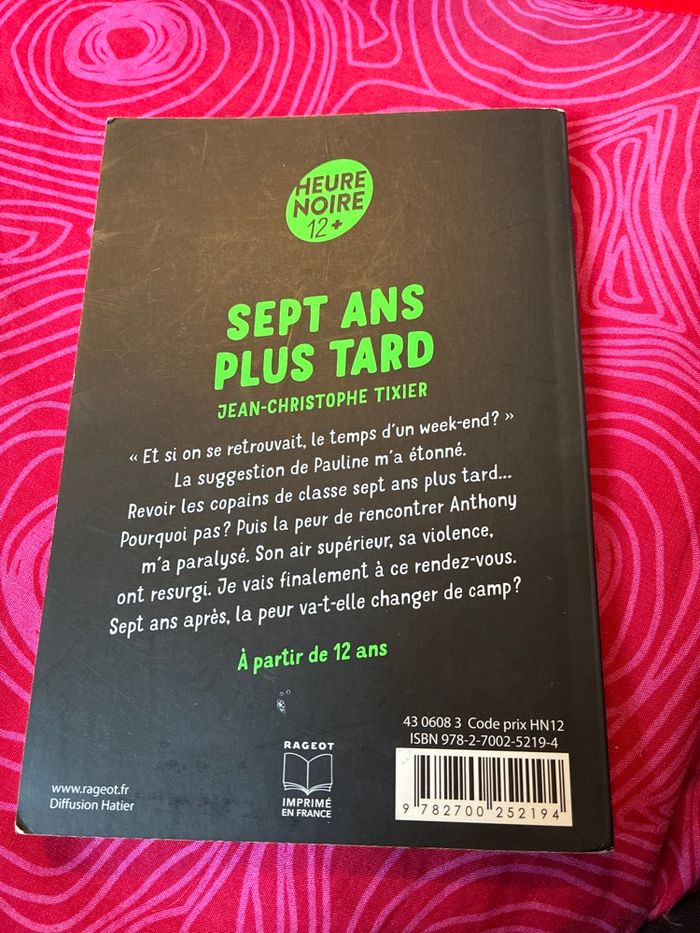 HEURE
NOIRE
12+
SEPT ANS
PLUS TARD
JEAN-CHRISTOPHE TIXIER
« Et si on se retrouvait, le temps d'un week-end? »
La suggestion de Pauline m'a étonné.
Revoir les copains de classe sept ans plus tard...
Pourquoi pas? Puis la peur de rencontrer Anthony
m'a paralysé. Son air supérieur, sa violence,
ont resurgi. Je vais finalement à ce rendez-vous.
Sept ans après, la peur va-t-elle changer de camp?
À partir de 12 ans
43 0608 3 Code prix HN12
ISBN 978-2-7002-5219-4
RAGEOT
IMPRIMÉ
EN FRANCE
www.rageot.fr
Diffusion Hatier
9 782700 252194